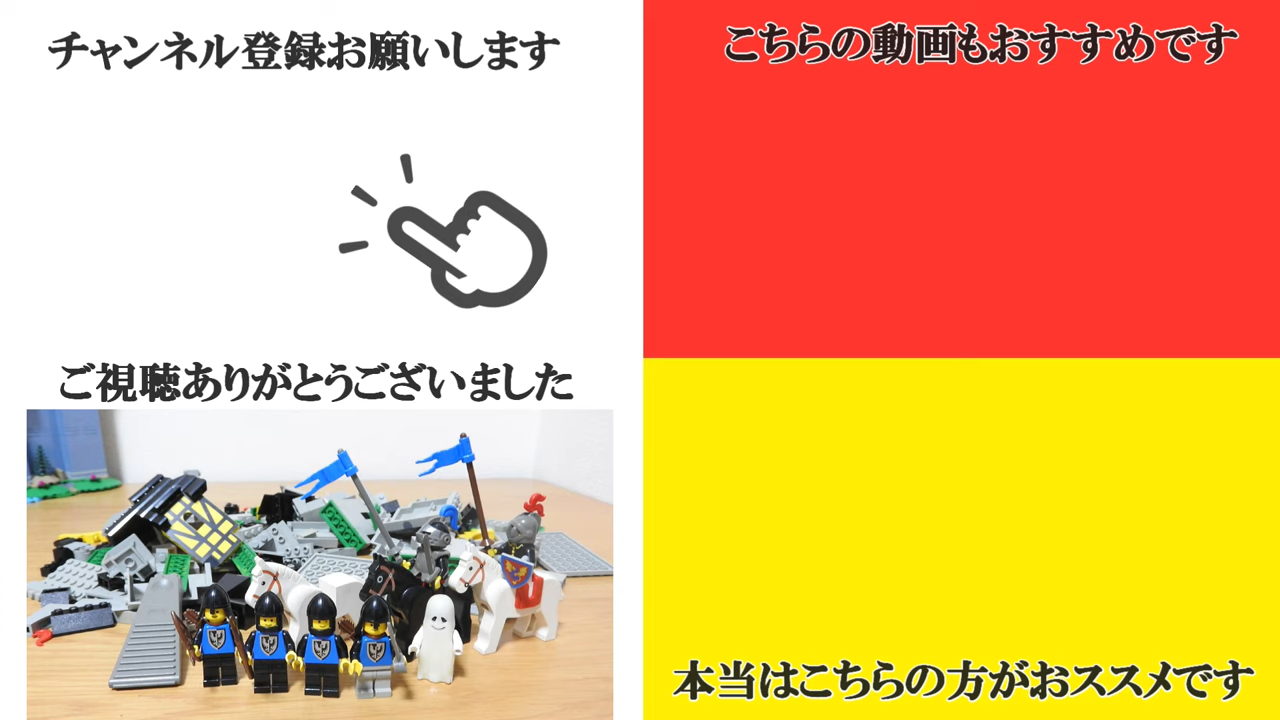 チャンネル登録お願いします
こちらの動画もおすすめです
ご視聴ありがとうございました
本当はこちらの方がおススメです